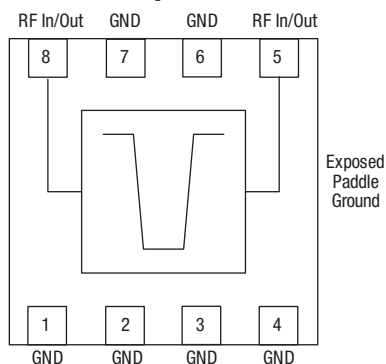 RF In/Out GND GND RF In/Out
8 7 6 5
Exposed
Paddle
Ground
1 2 3 4
GND GND GND GND